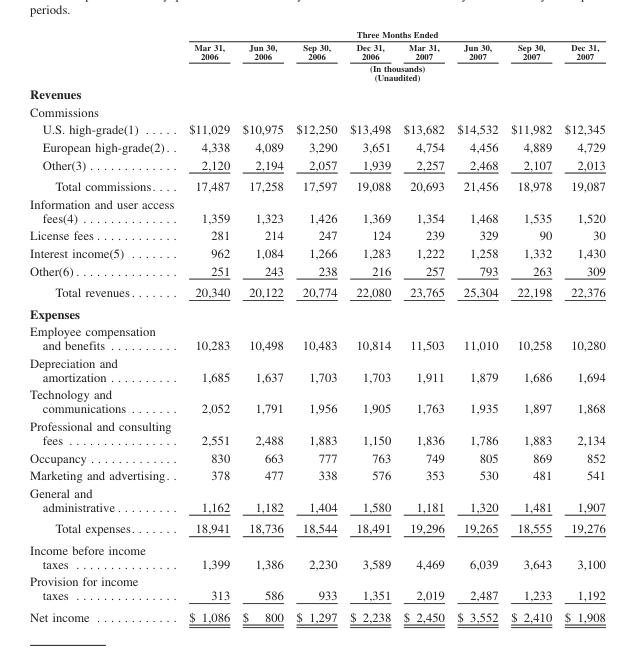 periods.
Three Months Ended
Mar 31, 2006 Jun 30, 2006 Sep 30, 2006 Dec 31, 2006 Mar 31, 2007 Jun 30, 2007 Sep 30, 2007 Dec 31, 2007
(In thousands)
(Unaudited)
Revenues
Commissions
U.S. high-grade(1) ..... $11,029 $10,975 $12,250 $13,498 $13,682 $14,532 $11,982 $12,345
European high-grade(2).. 4,338 4,089 3,290 3,651 4,754 4,456 4,889 4,729
Other(3) ............. 2,120 2,194 2,057 1,939 2,257 2,468 2,107 2,013
Total commissions.... 17,487 17,258 17,597 19,088 20,693 21,456 18,978 19,087
Information and user access
fees(4) .............. 1,359 1,323 1,426 1,369 1,354 1,468 1,535 1,520
License fees ............ 281 214 247 124 239 329 90 30
Interest income(5) ....... 962 1,084 1,266 1,283 1,222 1,258 1,332 1,430
Other(6) ............... 251 243 238 216 257 793 263 309
Total revenues ....... 20,340 20,122 20,774 22,080 23,765 25,304 22,198 22,376
Expenses
Employee compensation
and benefits .......... 10,283 10,498 10,483 10,814 11,503 11,010 10,258 10,280
Depreciation and
amortization .......... 1,685 1,637 1,703 1,703 1,911 1,879 1,686 1,694
Technology and
communications ....... 2,052 1,791 1,956 1,905 1,763 1,935 1,897 1,868
Professional and consulting
fees ................ 2,551 2,488 1,883 1,150 1,836 1,786 1,883 2,134
Occupancy ............. 830 663 777 763 749 805 869 852
Marketing and advertising.. 378 477 338 576 353 530 481 541
General and
administrative ......... 1,162 1,182 1,404 1,580 1,181 1,320 1,481 1,907
Total expenses....... 18,941 18,736 18,544 18,491 19,296 19,265 18,555 19,276
Income before income
taxes ............... 1,399 1,386 2,230 3,589 4,469 6,039 3,643 3,100
Provision for income
taxes ............... 313 586 933 1,351 2,019 2,487 1,233 1,192
Net income ............ $ 1,086 $ 800 $ 1,297 $ 2,238 $ 2,450 $ 3,552 $ 2,410 $ 1,908